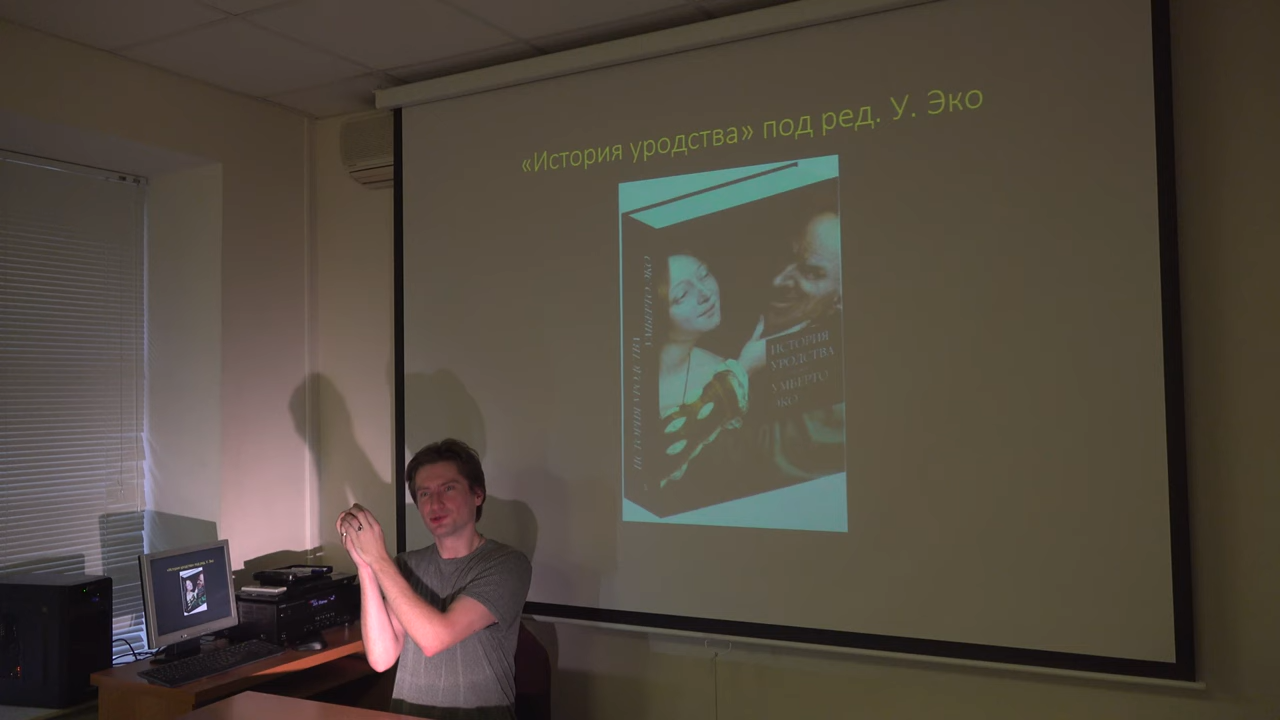 «История уродства» под ред. У. Эко
УМБЕРТО ЭКО
ИСТОРИЯ УРОДСТВА
ИСТОРИЯ
УРОДСТВА
УМБЕРТО
ЭКО